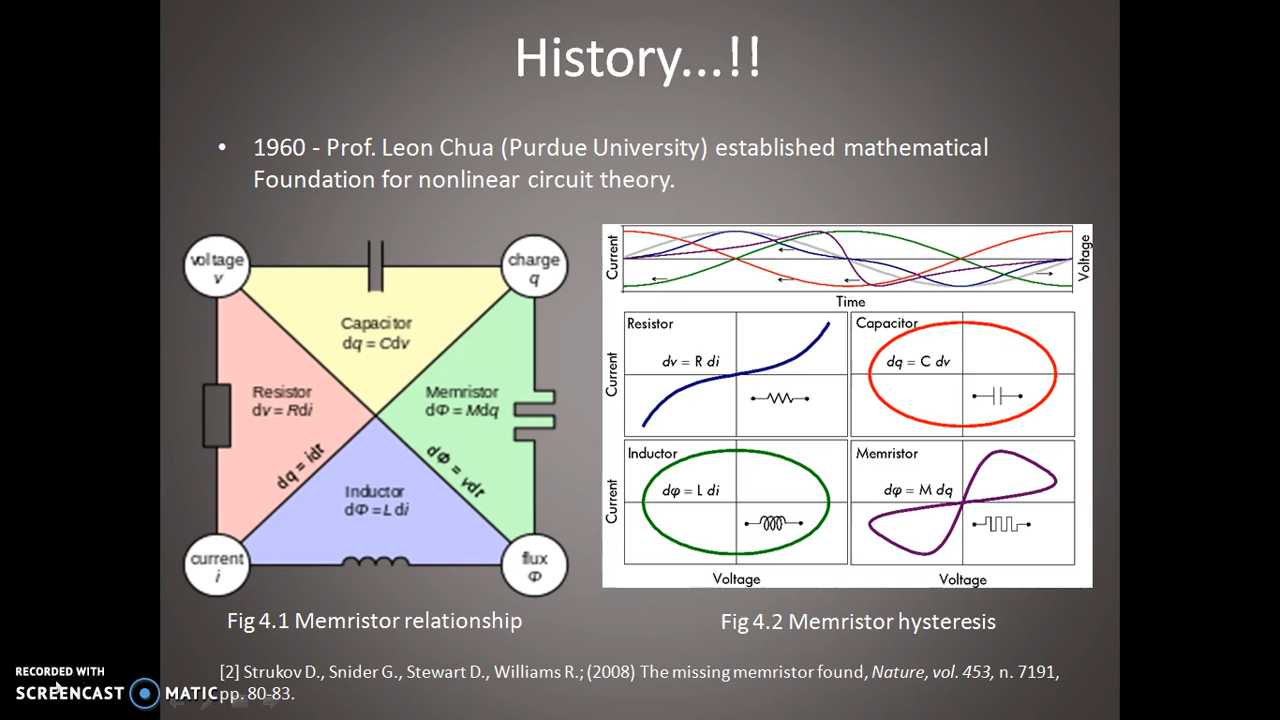 History...!!
• 1960 - Prof. Leon Chua (Purdue University) established mathematical
Foundation for nonlinear circuit theory.
voltage
v
charge
q
Capacitor
dq = Cdv
Resistor
dv = Rdi
Memristor
dΦ = Mdq
dq = idt
dΦ = vdt
Inductor
dΦ = L di
current
i
flux
Φ
Fig 4.1 Memristor relationship
Current
Voltage
Time
Resistor
dv = R di
Current
Capacitor
dq = C dv
Inductor
dφ = L di
Current
Memristor
dφ = M dq
Voltage
Voltage
Fig 4.2 Memristor hysteresis
[2] Strukov D., Snider G., Stewart D., Williams R.; (2008) The missing memristor found, Nature, vol. 453, n. 7191,
pp. 80-83.
RECORDED WITH
SCREENCAST MATIC